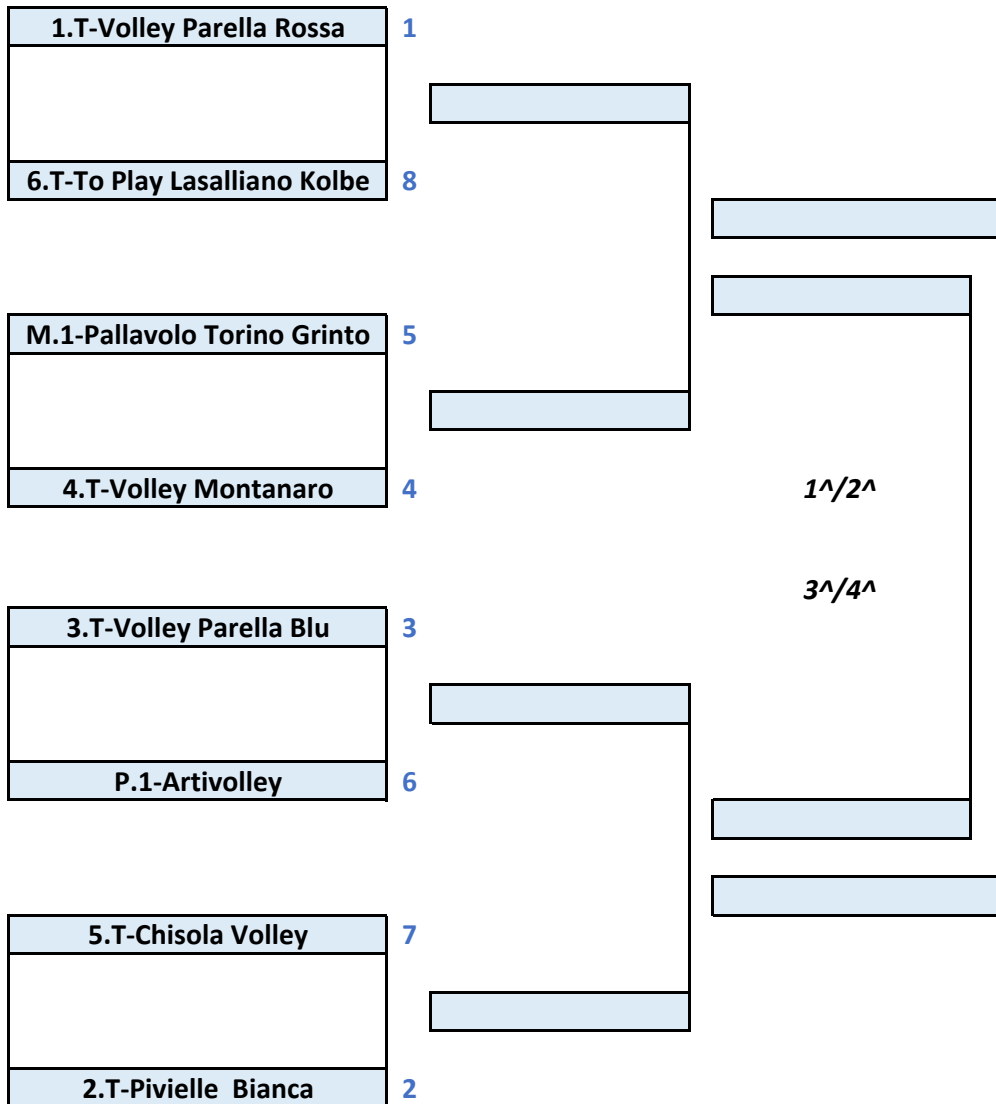 1.T-Volley Parella Rossa 1
6.T-To Play Lasalliano Kolbe 8
M.1-Pallavolo Torino Grinto 5
4.T-Volley Montanaro 4
1^/2^
3^/4^
3.T-Volley Parella Blu 3
P.1-Artivolley 6
5.T-Chisola Volley 7
2.T-Pivielle Bianca 2